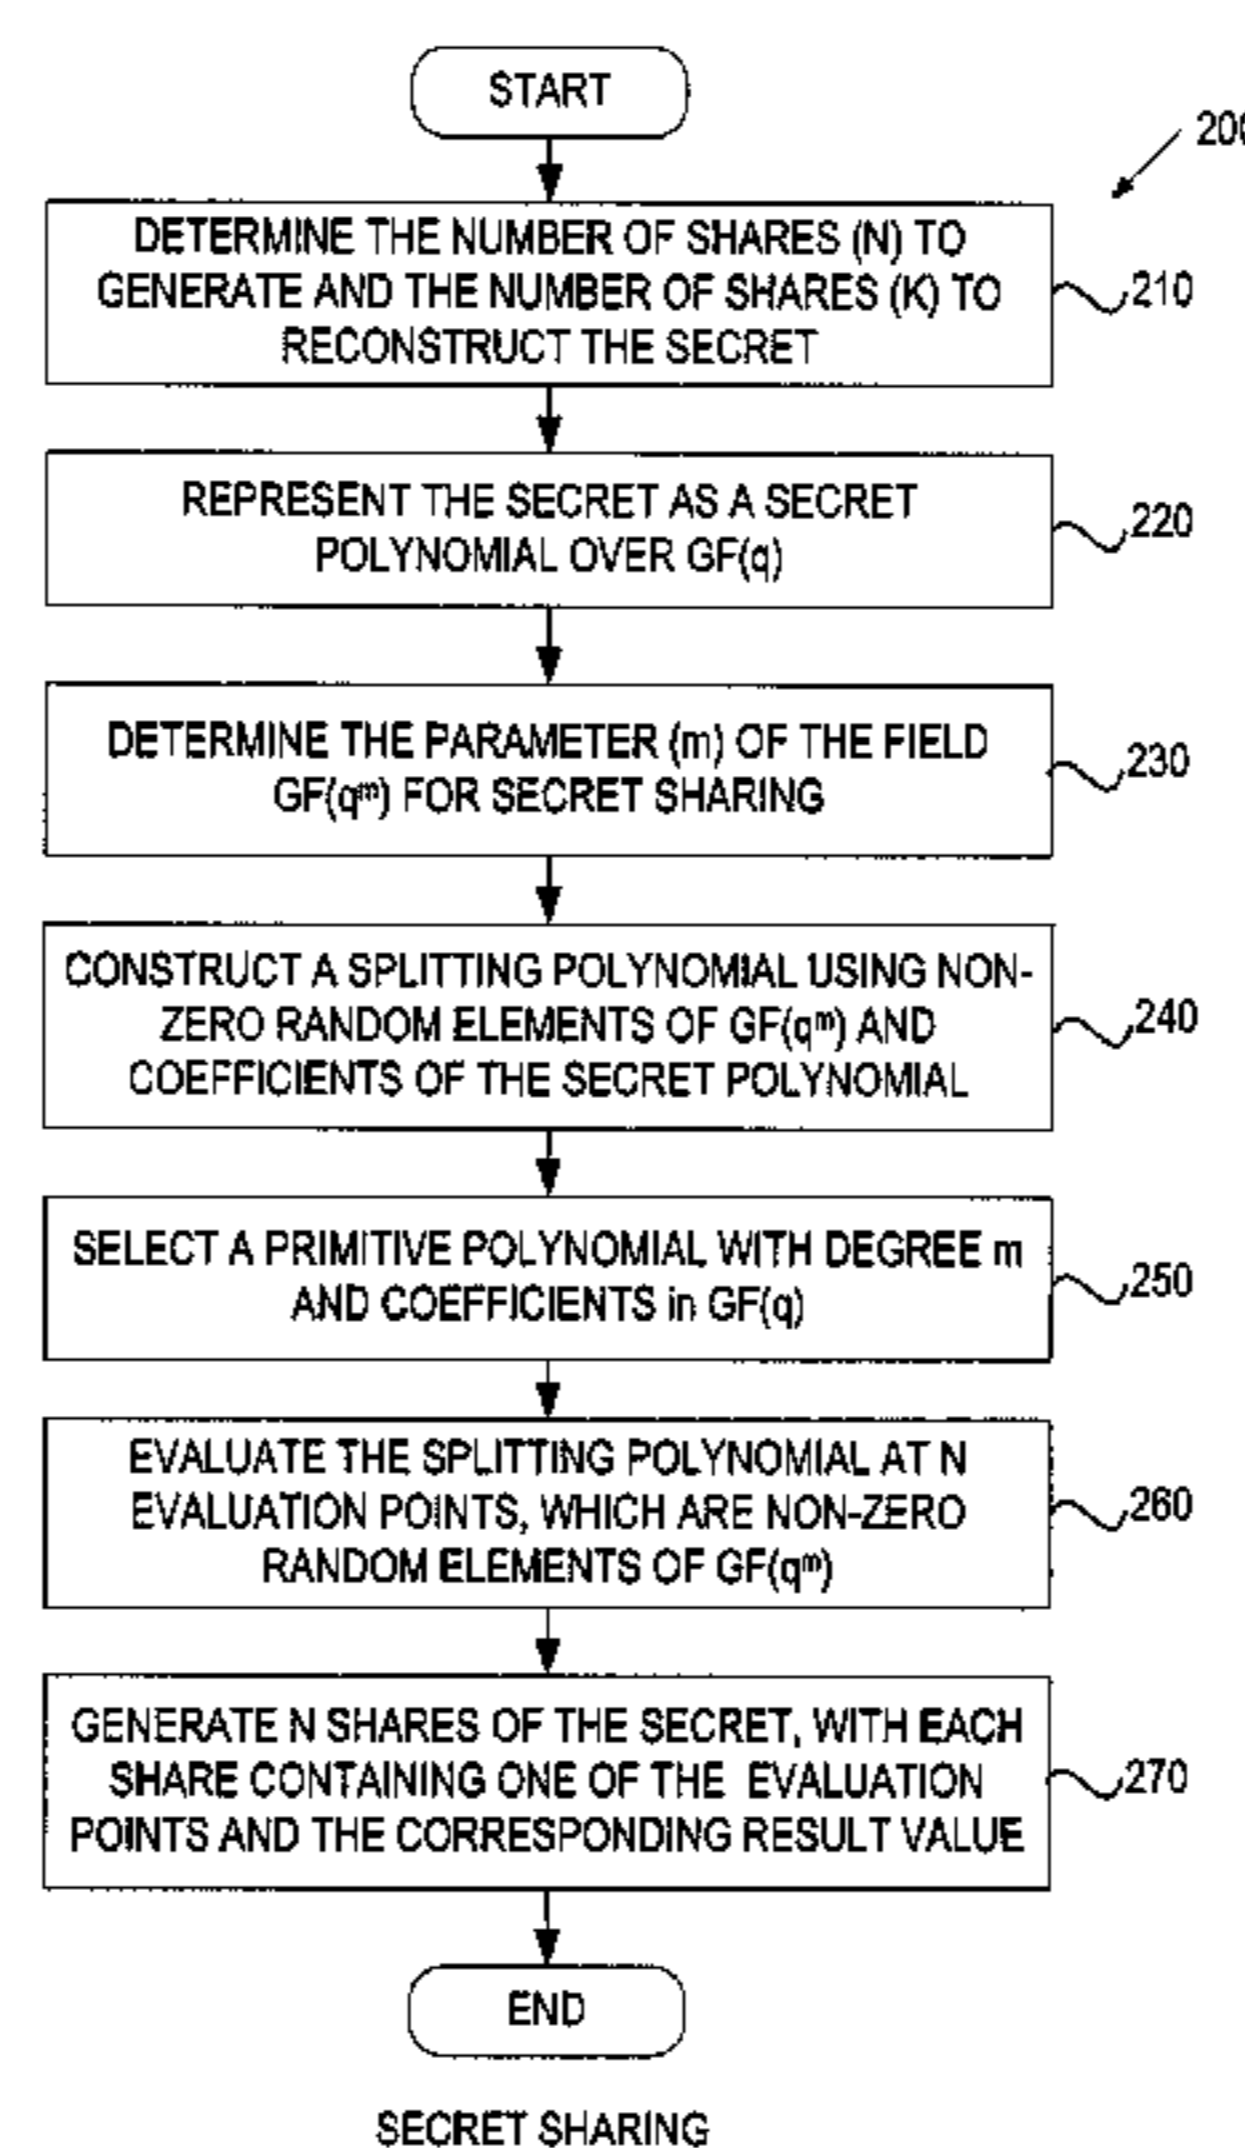 START
200
DETERMINE THE NUMBER OF SHARES (N) TO
GENERATE AND THE NUMBER OF SHARES (K) TO
RECONSTRUCT THE SECRET
210
REPRESENT THE SECRET AS A SECRET
POLYNOMIAL OVER GF(q)
220
DETERMINE THE PARAMETER (m) OF THE FIELD
GF(qᵐ) FOR SECRET SHARING
230
CONSTRUCT A SPLITTING POLYNOMIAL USING NON-
ZERO RANDOM ELEMENTS OF GF(qᵐ) AND
COEFFICIENTS OF THE SECRET POLYNOMIAL
240
SELECT A PRIMITIVE POLYNOMIAL WITH DEGREE m
AND COEFFICIENTS in GF(q)
250
EVALUATE THE SPLITTING POLYNOMIAL AT N
EVALUATION POINTS, WHICH ARE NON-ZERO
RANDOM ELEMENTS OF GF(qᵐ)
260
GENERATE N SHARES OF THE SECRET, WITH EACH
SHARE CONTAINING ONE OF THE EVALUATION
POINTS AND THE CORRESPONDING RESULT VALUE
270
END
SECRET SHARING